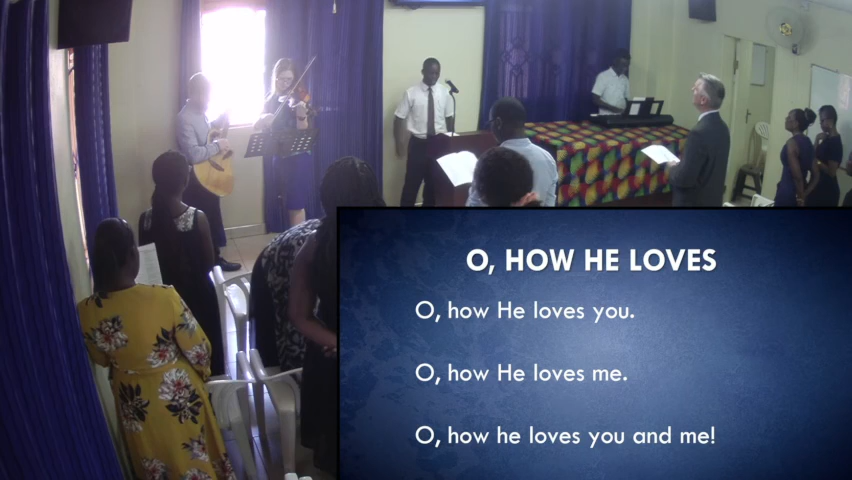 O, HOW HE LOVES
O, how He loves you.
O, how He loves me.
O, how he loves you and me!